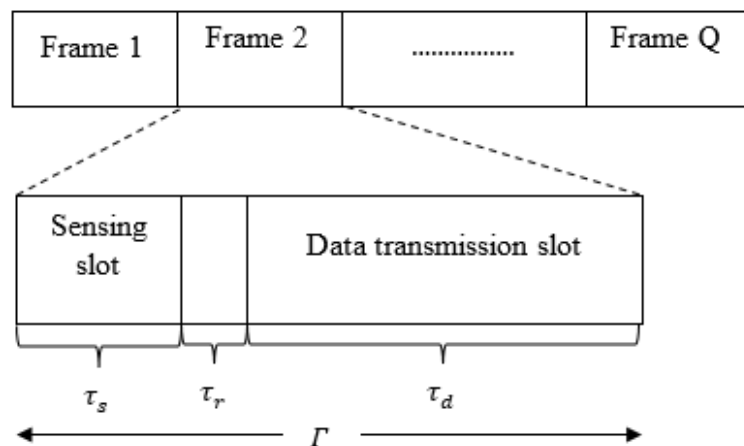 Frame 1
Frame 2
................
Frame Q
Sensing
slot
Data transmission slot
τ_s
τ_r
τ_d
Γ